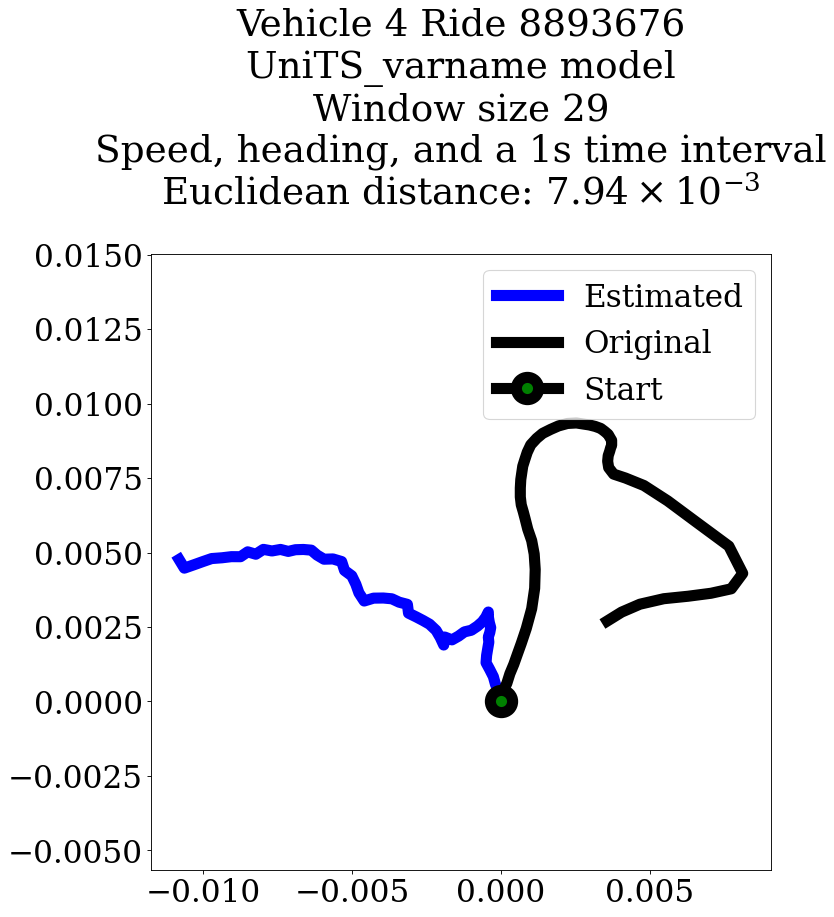 Vehicle 4 Ride 8893676
UniTS_varname model
Window size 29
Speed, heading, and a 1s time interval
Euclidean distance: 7.94 × 10⁻³
0.0150
0.0125
0.0100
0.0075
0.0050
0.0025
0.0000
−0.0025
−0.0050
Estimated
Original
Start
−0.010 −0.005 0.000 0.005